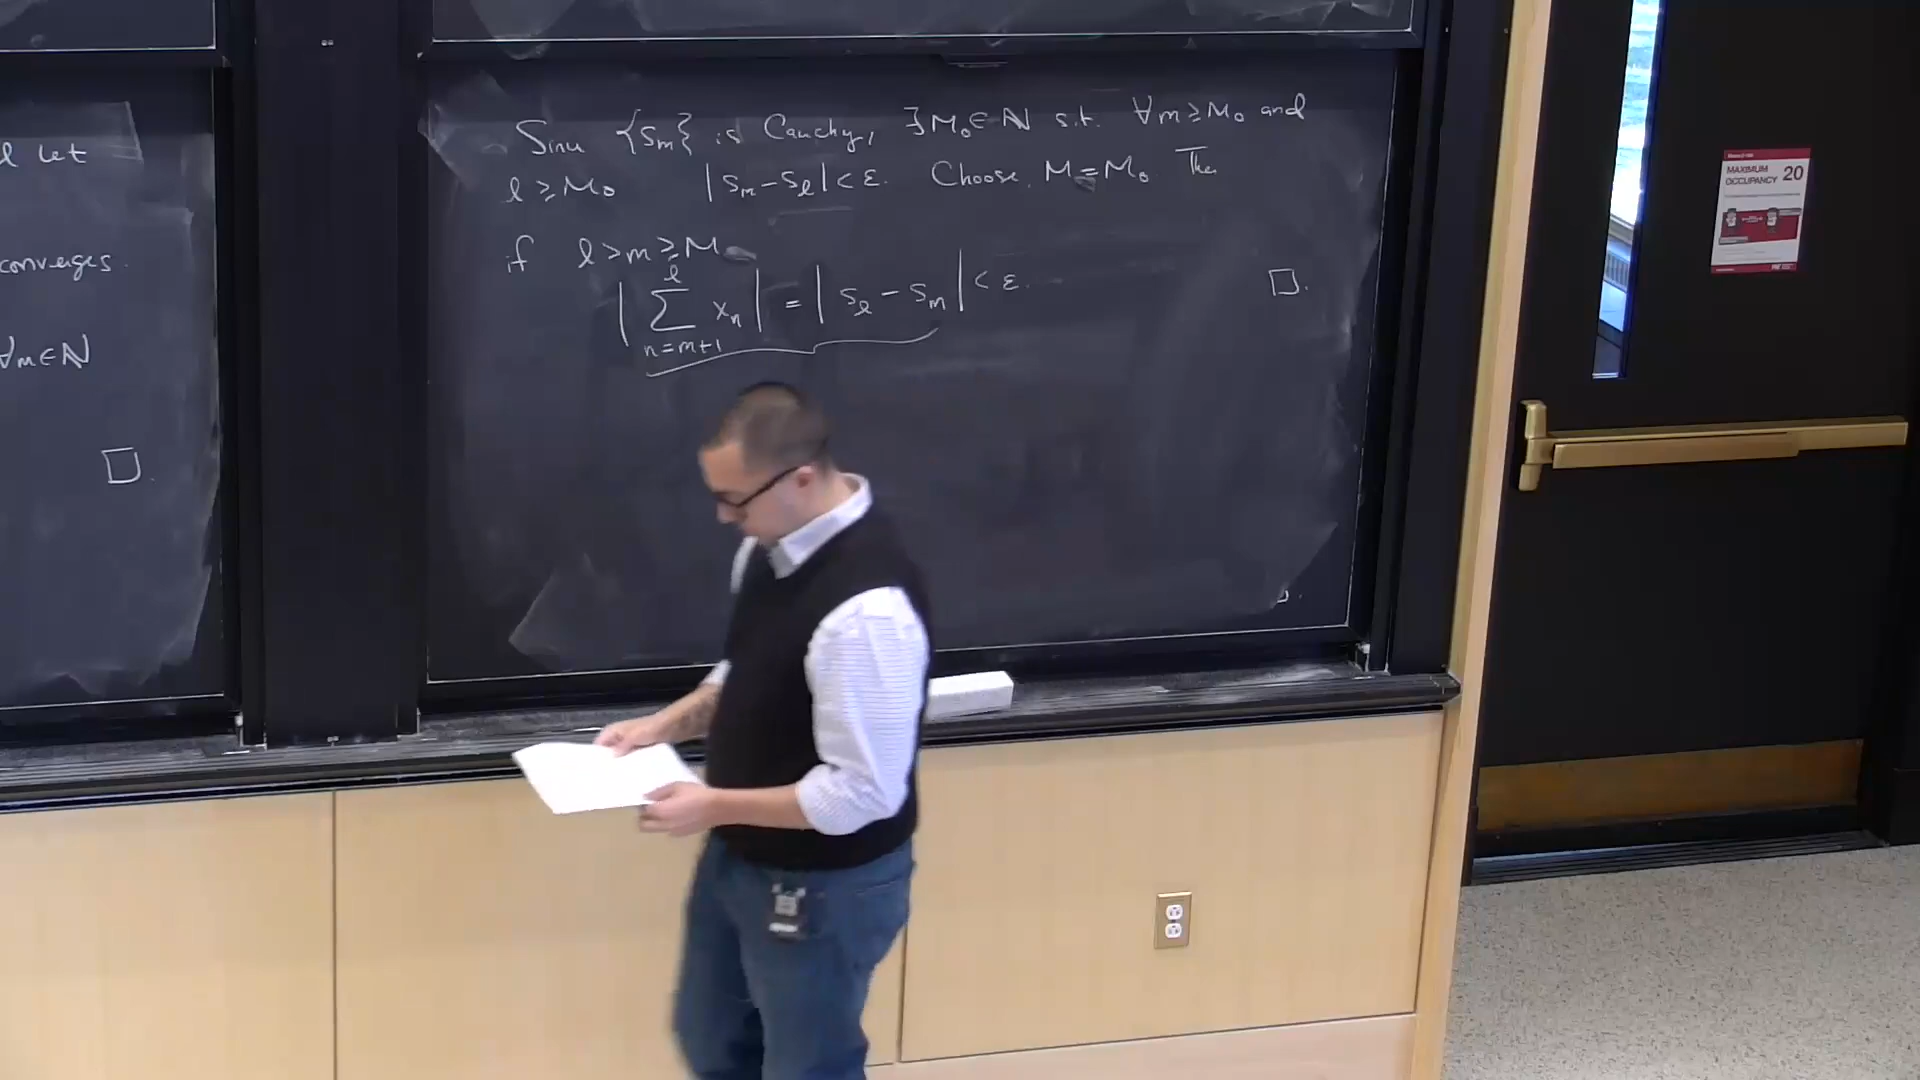 l let
converges.
∀m∈ℕ
□.
Since {s_m} is Cauchy, ∃M₀∈ℕ s.t. ∀m≥M₀ and
l≥M₀ |s_m − s_l| < ε. Choose M = M₀. Then
if l>m≥M
|∑_{n=m+1}^{l} x_n| = |s_l − s_m| < ε.
□.
MAXIMUM
OCCUPANCY 20